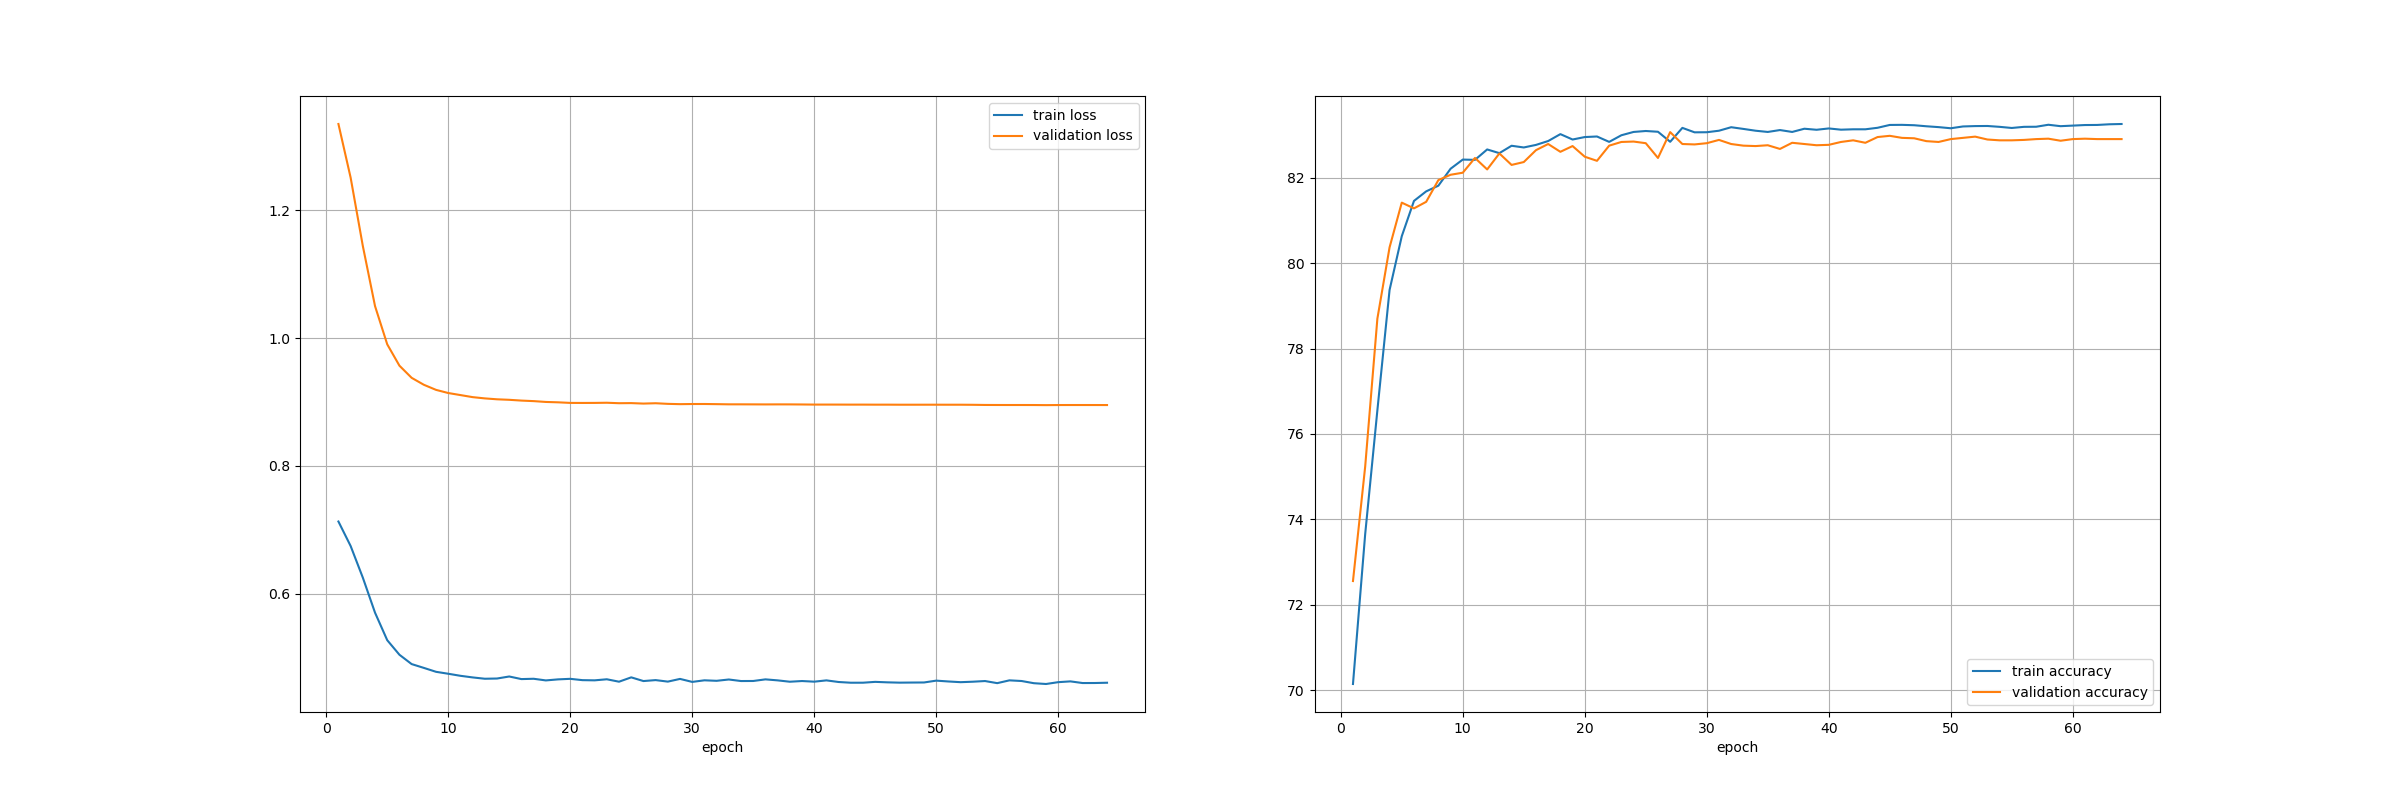 train loss
validation loss
1.2
1.0
0.8
0.6
0 10 20 30 40 50 60
epoch
82
80
78
76
74
72
70
train accuracy
validation accuracy
0 10 20 30 40 50 60
epoch